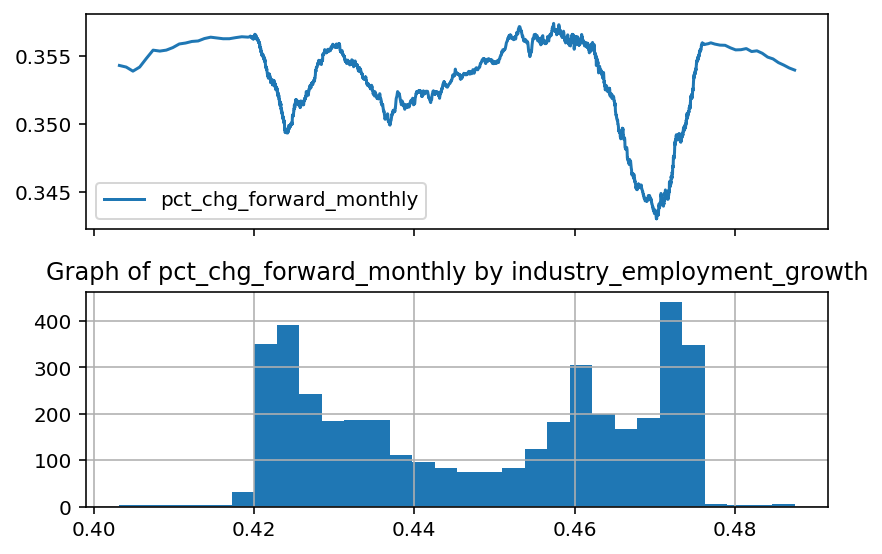 0.355
0.350
0.345
pct_chg_forward_monthly
Graph of pct_chg_forward_monthly by industry_employment_growth
400
300
200
100
0
0.40 0.42 0.44 0.46 0.48